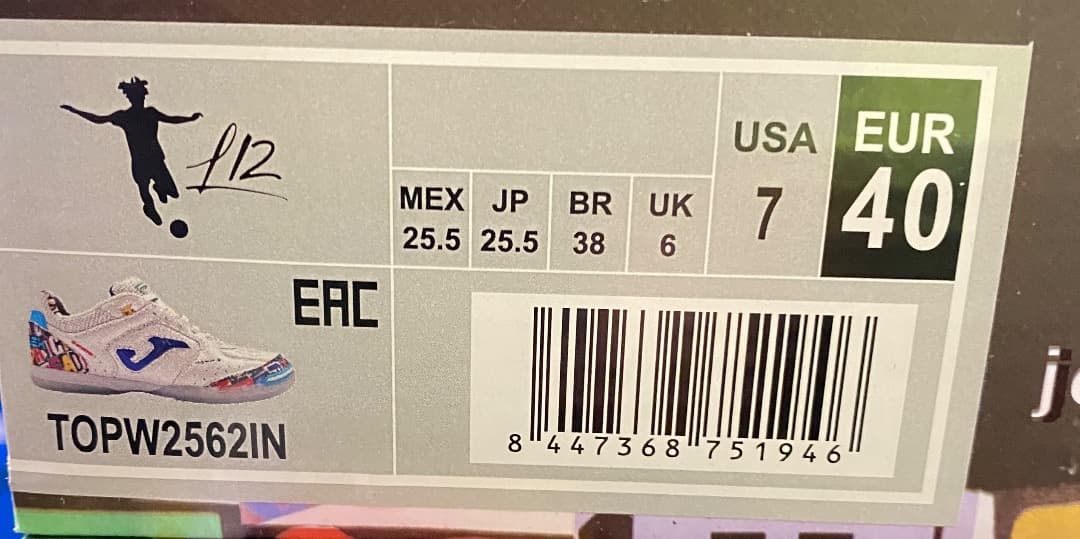 l12
USA EUR
7 40
MEX JP BR UK
25.5 25.5 38 6
EAC
TOPW2562IN
8 447368 751946